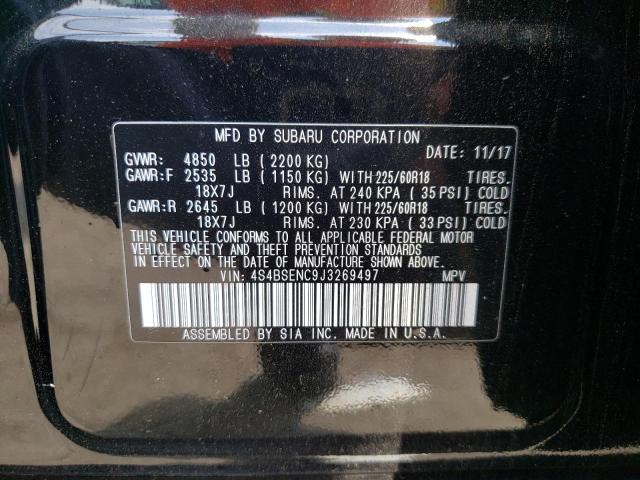 MFD BY SUBARU CORPORATION
GVWR: 4850 LB ( 2200 KG) DATE: 11/17
GAWR:F 2535 LB ( 1150 KG) WITH 225/60R18 TIRES.
18X7J RIMS. AT 240 KPA ( 35 PSI) COLD
GAWR:R 2645 LB ( 1200 KG) WITH 225/60R18 TIRES.
18X7J RIMS. AT 230 KPA ( 33 PSI) COLD
THIS VEHICLE CONFORMS TO ALL APPLICABLE FEDERAL MOTOR
VEHICLE SAFETY AND THEFT PREVENTION STANDARDS
IN EFFECT ON THE DATE OF MANUFACTURE SHOWN ABOVE.
VIN: 4S4BSENC9J3269497 MPV
ASSEMBLED BY SIA INC. MADE IN U.S.A.